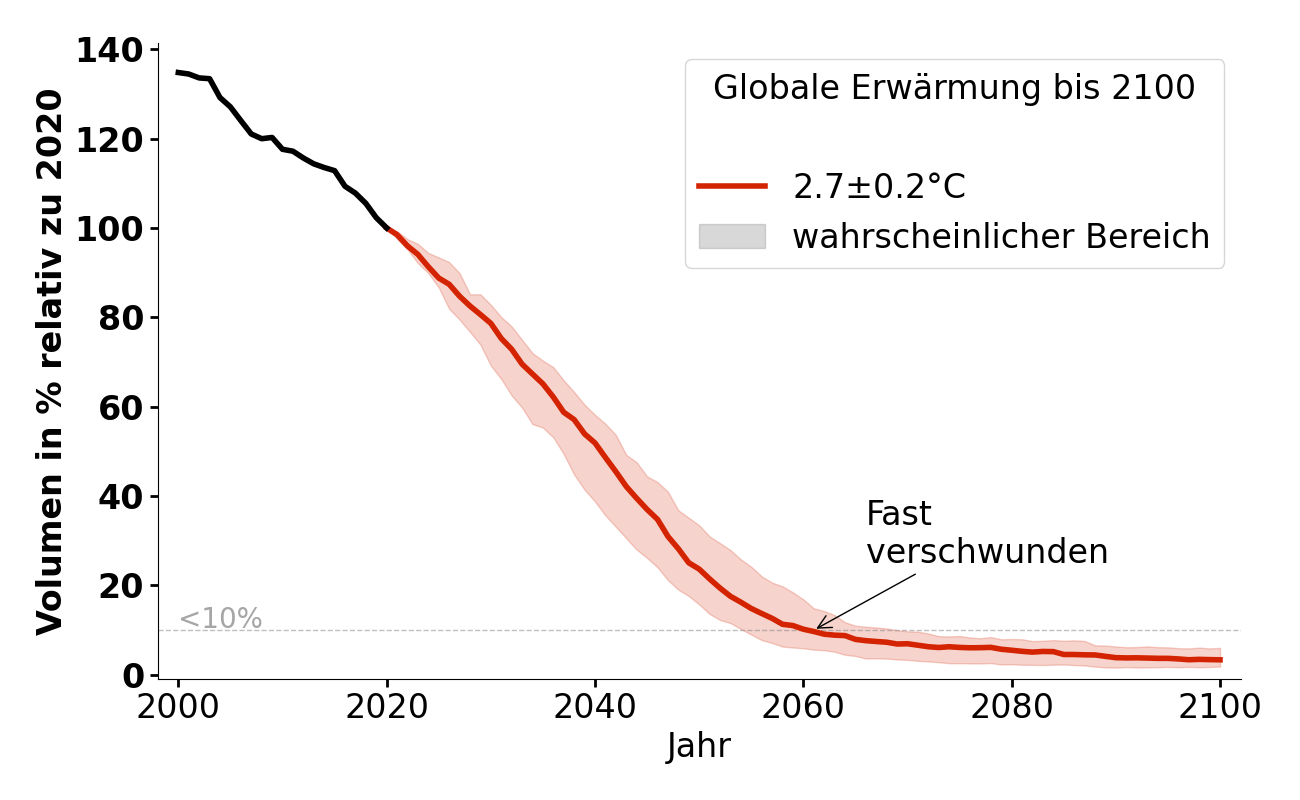 Volumen in % relativ zu 2020
140
120
100
80
60
40
20
0
Globale Erwärmung bis 2100
2.7±0.2°C
wahrscheinlicher Bereich
Fast
verschwunden
<10%
2000 2020 2040 2060 2080 2100
Jahr